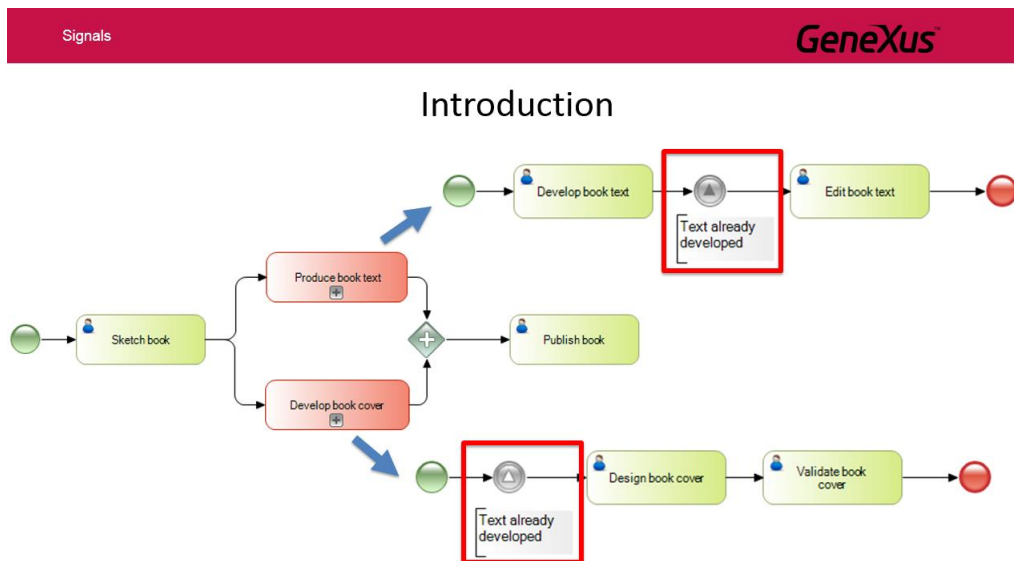 Signals
GeneXus™
Introduction
Develop book text
Edit book text
Text already
developed
Produce book text
Sketch book
Publish book
Develop book cover
Design book cover
Validate book
cover
Text already
developed